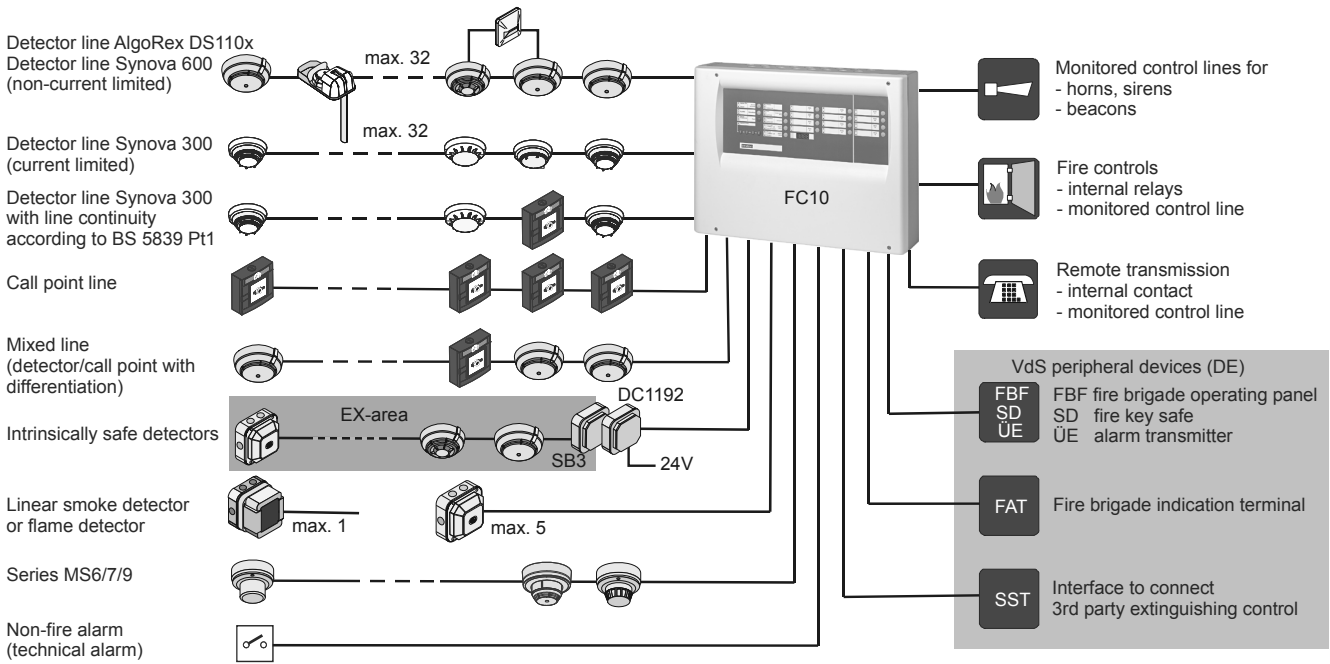 Detector line AlgoRex DS110x
Detector line Synova 600
(non-current limited)
max. 32
max. 32
Detector line Synova 300
(current limited)
Detector line Synova 300
with line continuity
according to BS 5839 Pt1
Call point line
Mixed line
(detector/call point with
differentiation)
EX-area
DC1192
Intrinsically safe detectors
SB3
24V
Linear smoke detector
or flame detector
max. 1
max. 5
Series MS6/7/9
Non-fire alarm
(technical alarm)
FC10
Monitored control lines for
- horns, sirens
- beacons
Fire controls
- internal relays
- monitored control line
Remote transmission
- internal contact
- monitored control line
VdS peripheral devices (DE)
FBF
SD
ÜE
FBF fire brigade operating panel
SD fire key safe
ÜE alarm transmitter
FAT
Fire brigade indication terminal
SST
Interface to connect
3rd party extinguishing control